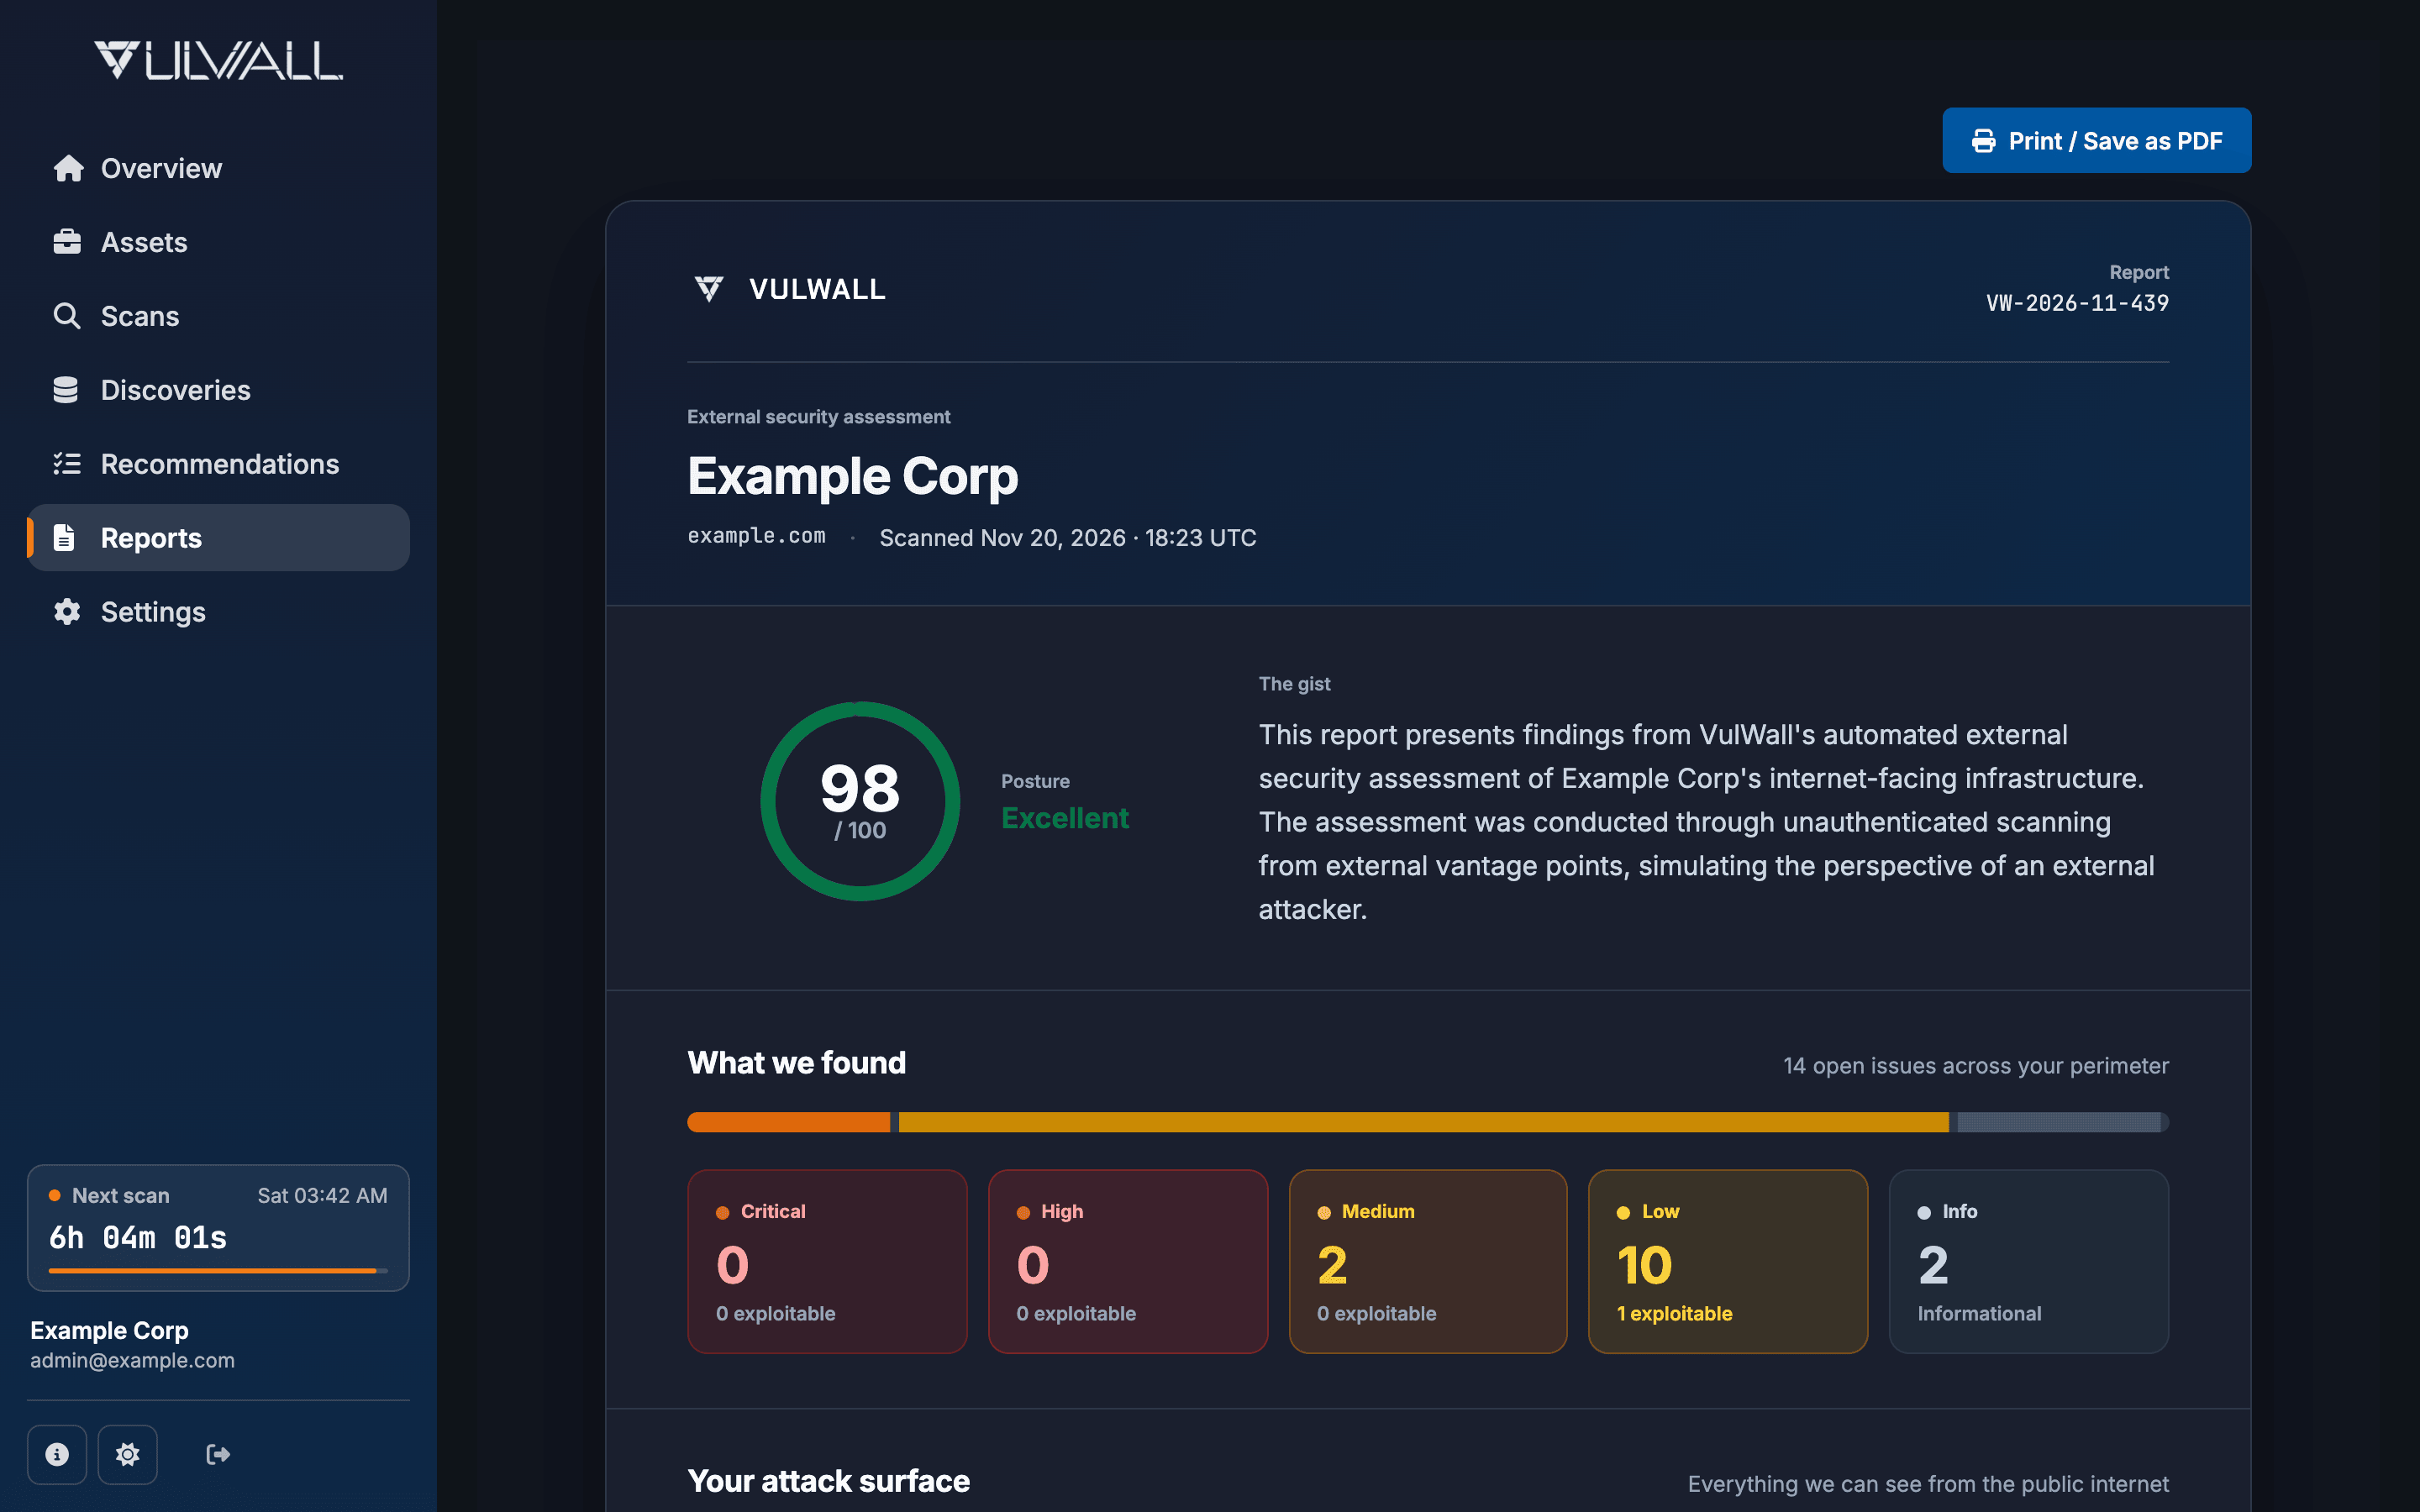 VULWALL
Overview
Assets
Scans
Discoveries
Recommendations
Reports
Settings
Next scan
Sat 03:42 AM
6h 04m 01s
Example Corp
admin@example.com
Print / Save as PDF
VULWALL
Report
VW-2026-11-439
External security assessment
Example Corp
example.com · Scanned Nov 20, 2026 · 18:23 UTC
98
/ 100
Posture
Excellent
The gist
This report presents findings from VulWall's automated external
security assessment of Example Corp's internet-facing infrastructure.
The assessment was conducted through unauthenticated scanning
from external vantage points, simulating the perspective of an external
attacker.
What we found
14 open issues across your perimeter
Critical
0
0 exploitable
High
0
0 exploitable
Medium
2
0 exploitable
Low
10
1 exploitable
Info
2
Informational
Your attack surface
Everything we can see from the public internet